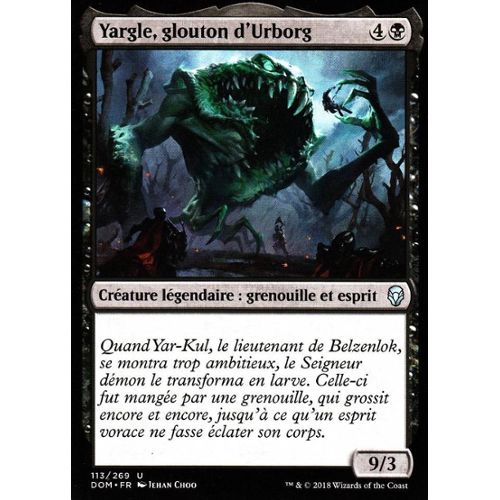 Yargle, glouton d'Urborg 4
Créature légendaire : grenouille et esprit
Quand Yar-Kul, le lieutenant de Belzenlok,
se montra trop ambitieux, le Seigneur
démon le transforma en larve. Celle-ci
fut mangée par une grenouille, qui grossit
encore et encore, jusqu'à ce qu'un esprit
vorace ne fasse éclater son corps.
9/3
113/269 U
DOM • FR Jehan Choo ™ & © 2018 Wizards of the Coast